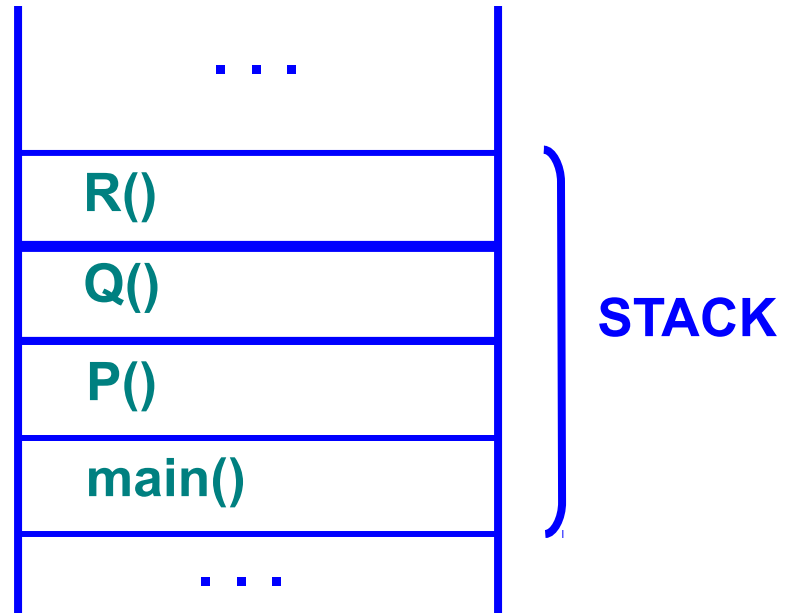 . . .
R()
Q()
STACK
P()
main()
. . .